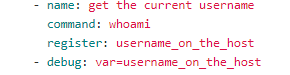 - name: get the current username
command: whoami
register: username_on_the_host
- debug: var=username_on_the_host